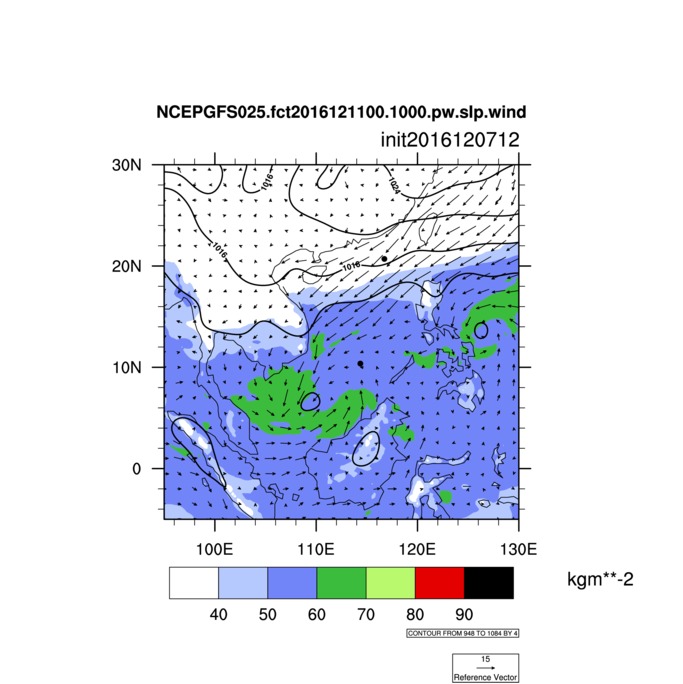 NCEPGFS025.fct2016121100.1000.pw.slp.wind
init2016120712
30N
20N
10N
0
1016
1024
1016
1016
100E 110E 120E 130E
40 50 60 70 80 90
kgm**-2
CONTOUR FROM 948 TO 1084 BY 4
15
Reference Vector